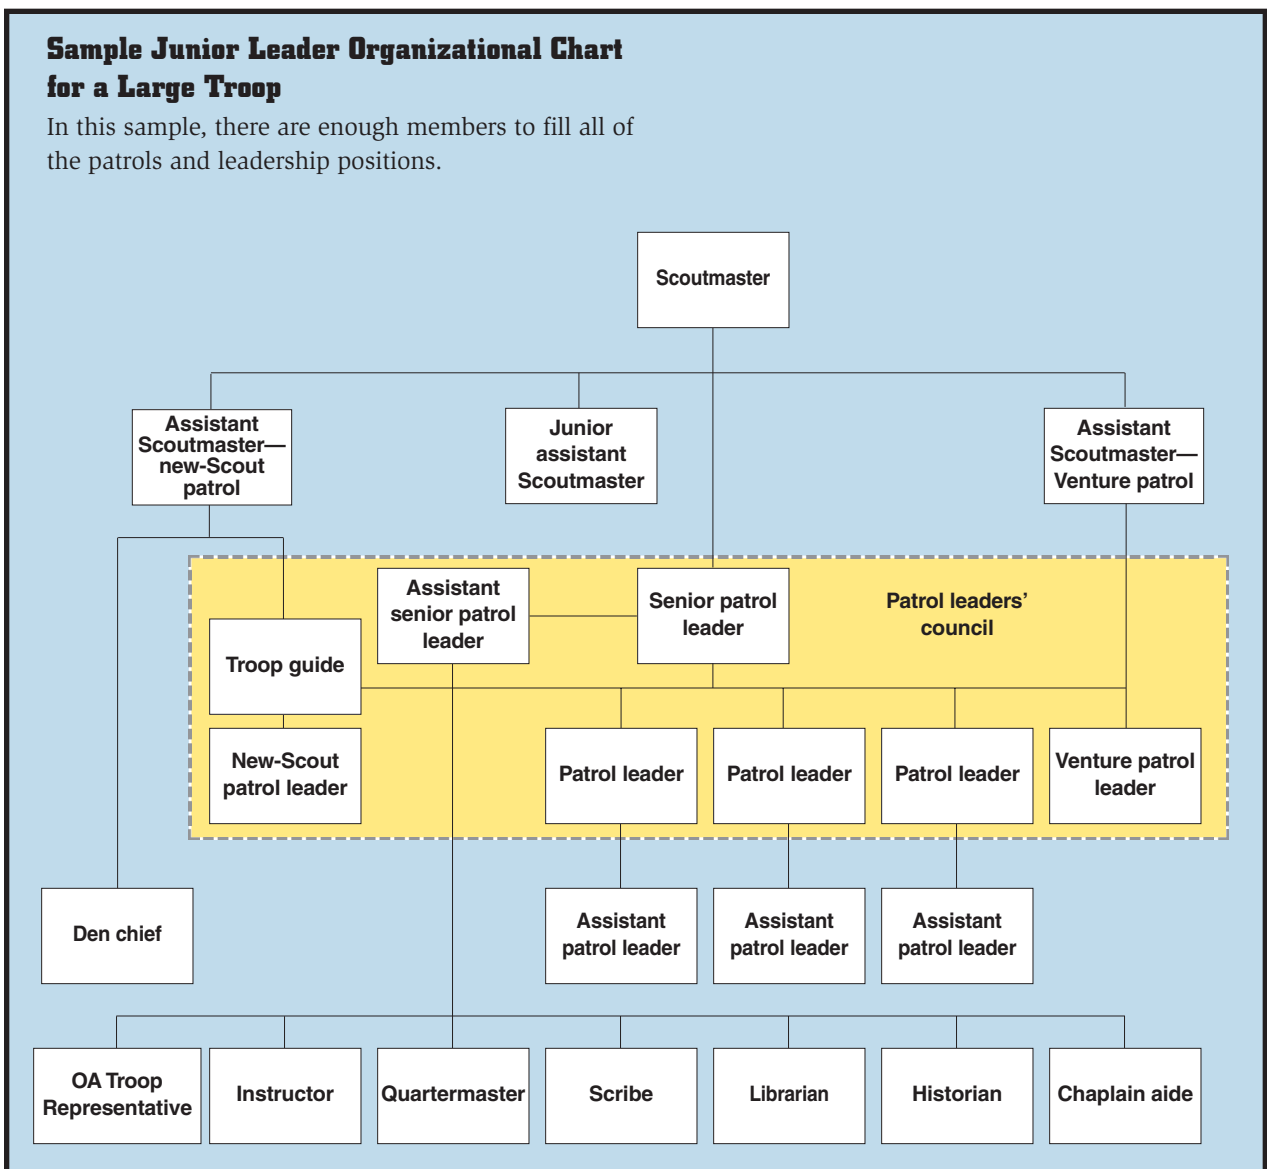 Sample Junior Leader Organizational Chart
for a Large Troop
In this sample, there are enough members to fill all of
the patrols and leadership positions.
Scoutmaster
Assistant
Scoutmaster—
new-Scout
patrol
Junior
assistant
Scoutmaster
Assistant
Scoutmaster—
Venture patrol
Assistant
senior patrol
leader
Senior patrol
leader
Patrol leaders’
council
Troop guide
New-Scout
patrol leader
Patrol leader
Patrol leader
Patrol leader
Venture patrol
leader
Den chief
Assistant
patrol leader
Assistant
patrol leader
Assistant
patrol leader
OA Troop
Representative
Instructor
Quartermaster
Scribe
Librarian
Historian
Chaplain aide